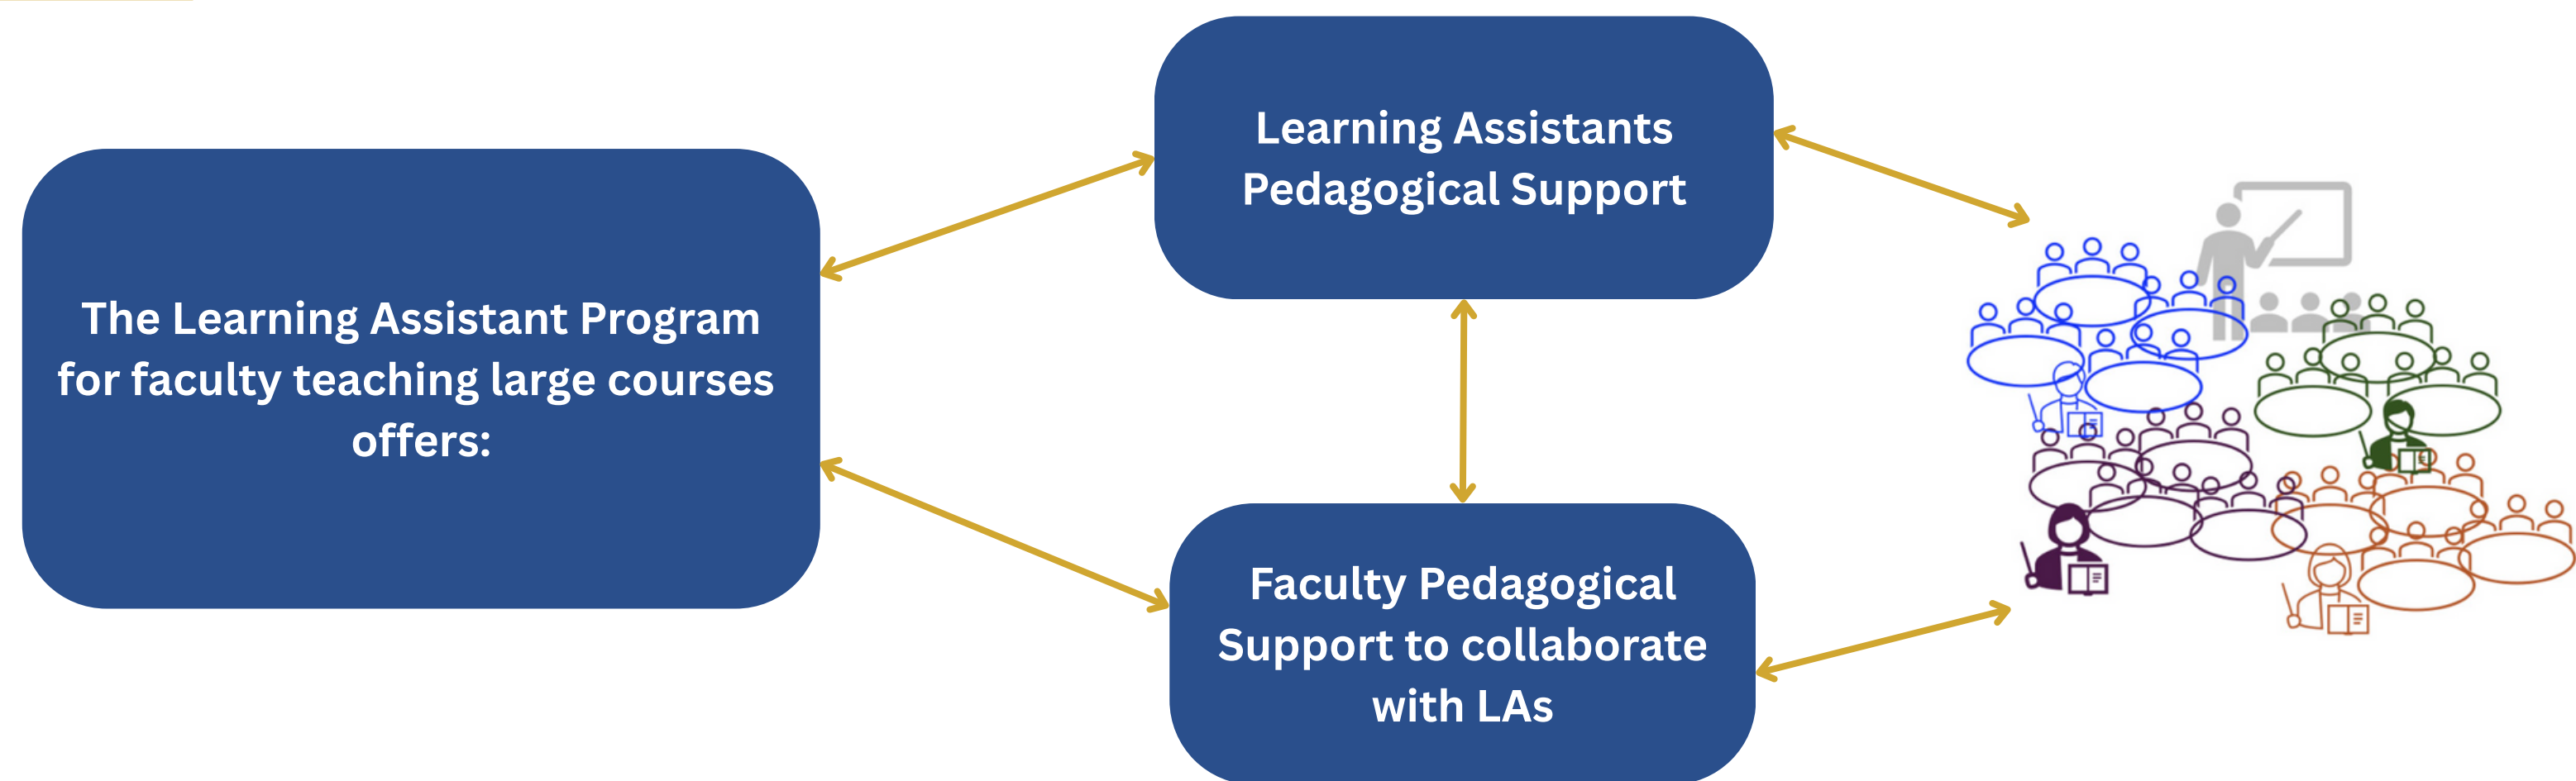 The Learning Assistant Program
for faculty teaching large courses
offers:
Learning Assistants
Pedagogical Support
Faculty Pedagogical
Support to collaborate
with LAs